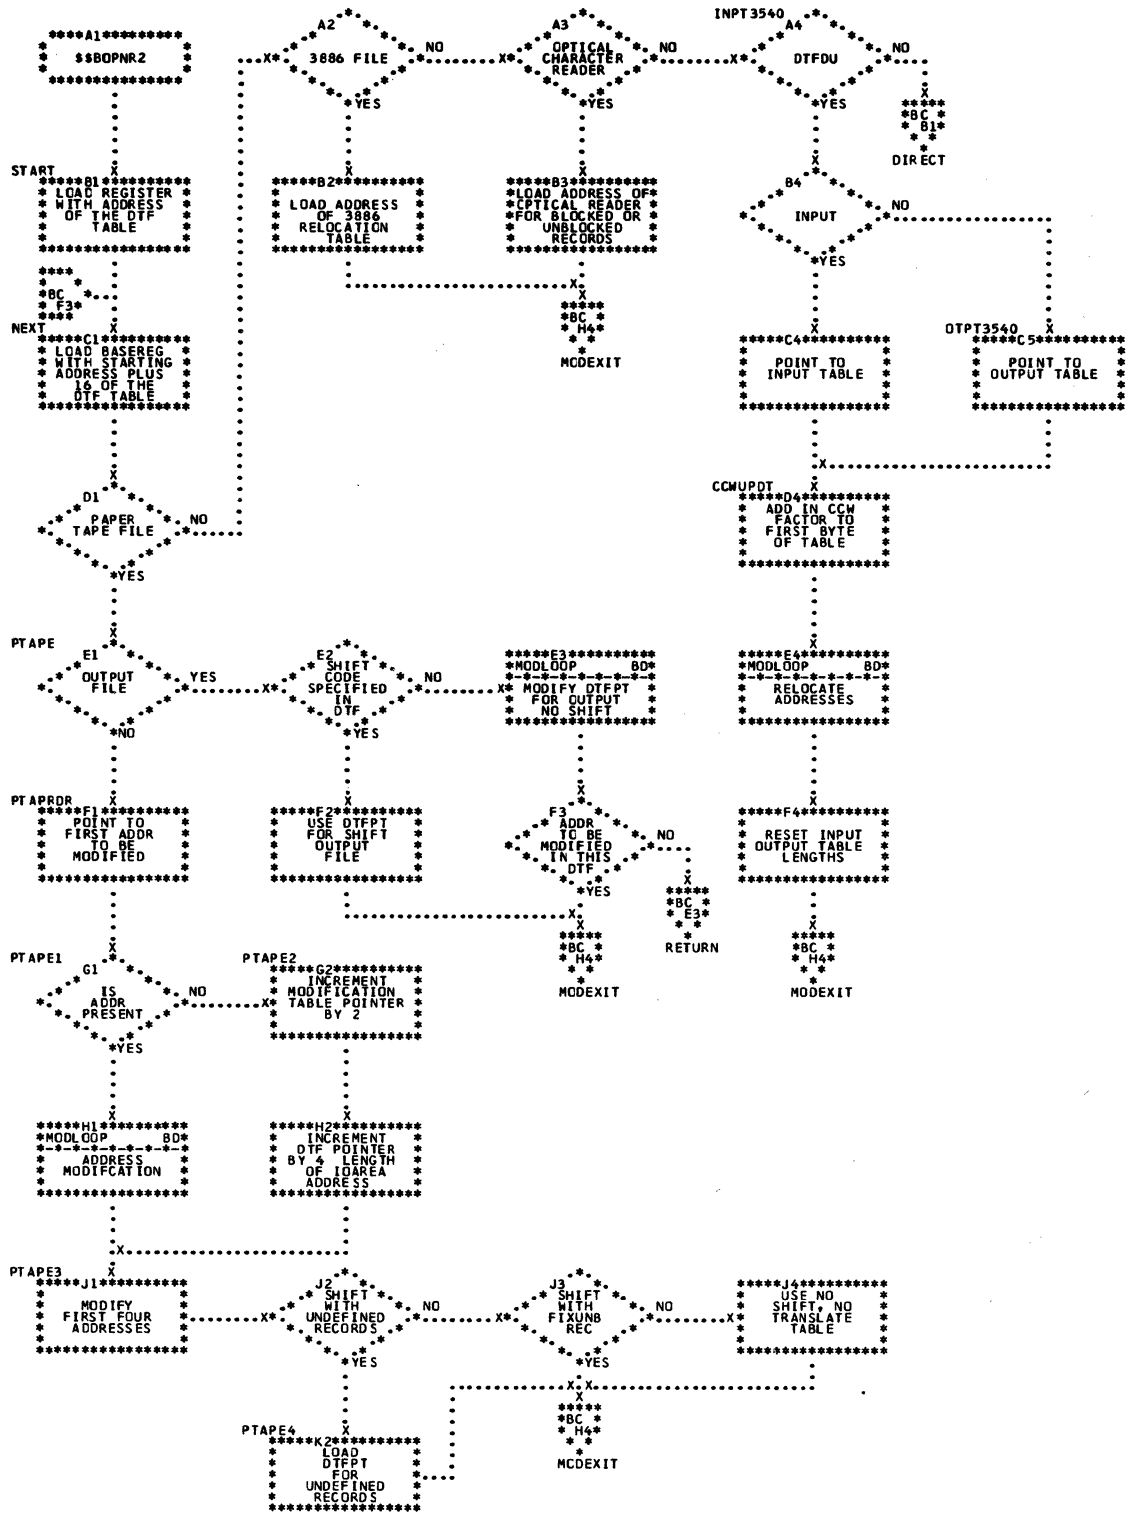 A1
$$BOPNR2
A2
3886 FILE
NO
YES
A3
OPTICAL
CHARACTER
READER
NO
YES
INPT3540
A4
DTFDU
NO
YES
BC
B1
DIRECT
START
B1
LOAD REGISTER
WITH ADDRESS
OF THE DTF
TABLE
B2
LOAD ADDRESS
OF 3886
RELOCATION
TABLE
B3
LOAD ADDRESS OF
OPTICAL READER
FOR BLOCKED OR
UNBLOCKED
RECORDS
B4
INPUT
NO
YES
BC
F3
BC
H4
MODEXIT
NEXT
C1
LOAD BASEREG
WITH STARTING
ADDRESS PLUS
16 OF THE
DTF TABLE
C4
POINT TO
INPUT TABLE
OTPT3540
C5
POINT TO
OUTPUT TABLE
D1
PAPER
TAPE FILE
NO
YES
CCWUPDT
D4
ADD IN CCW
FACTOR TO
FIRST BYTE
OF TABLE
PTAPE
E1
OUTPUT
FILE
YES
NO
E2
SHIFT
CODE
SPECIFIED
IN
DTF
NO
YES
E3
MODLOOP BD
MODIFY DTFPT
FOR OUTPUT
NO SHIFT
E4
MODLOOP BD
RELOCATE
ADDRESSES
PTAPRDR
F1
POINT TO
FIRST ADDR
TO BE
MODIFIED
F2
USE DTFPT
FOR SHIFT
OUTPUT
FILE
F3
ADDR
TO BE
MODIFIED
IN THIS
DTF
NO
YES
F4
RESET INPUT
OUTPUT TABLE
LENGTHS
BC
E3
RETURN
BC
H4
MODEXIT
BC
H4
MODEXIT
PTAPE1
G1
IS
ADDR
PRESENT
NO
YES
PTAPE2
G2
INCREMENT
MODIFICATION
TABLE POINTER
BY 2
H1
MODLOOP BD
ADDRESS
MODIFCATION
H2
INCREMENT
DTF POINTER
BY 4 LENGTH
OF IOAREA
ADDRESS
PTAPE3
J1
MODIFY
FIRST FOUR
ADDRESSES
J2
SHIFT
WITH
UNDEFINED
RECORDS
NO
YES
J3
SHIFT
WITH
FIXUNB
REC
NO
YES
J4
USE NO
SHIFT, NO
TRANSLATE
TABLE
PTAPE4
K2
LOAD
DTFPT
FOR
UNDEFINED
RECORDS
BC
H4
MODEXIT